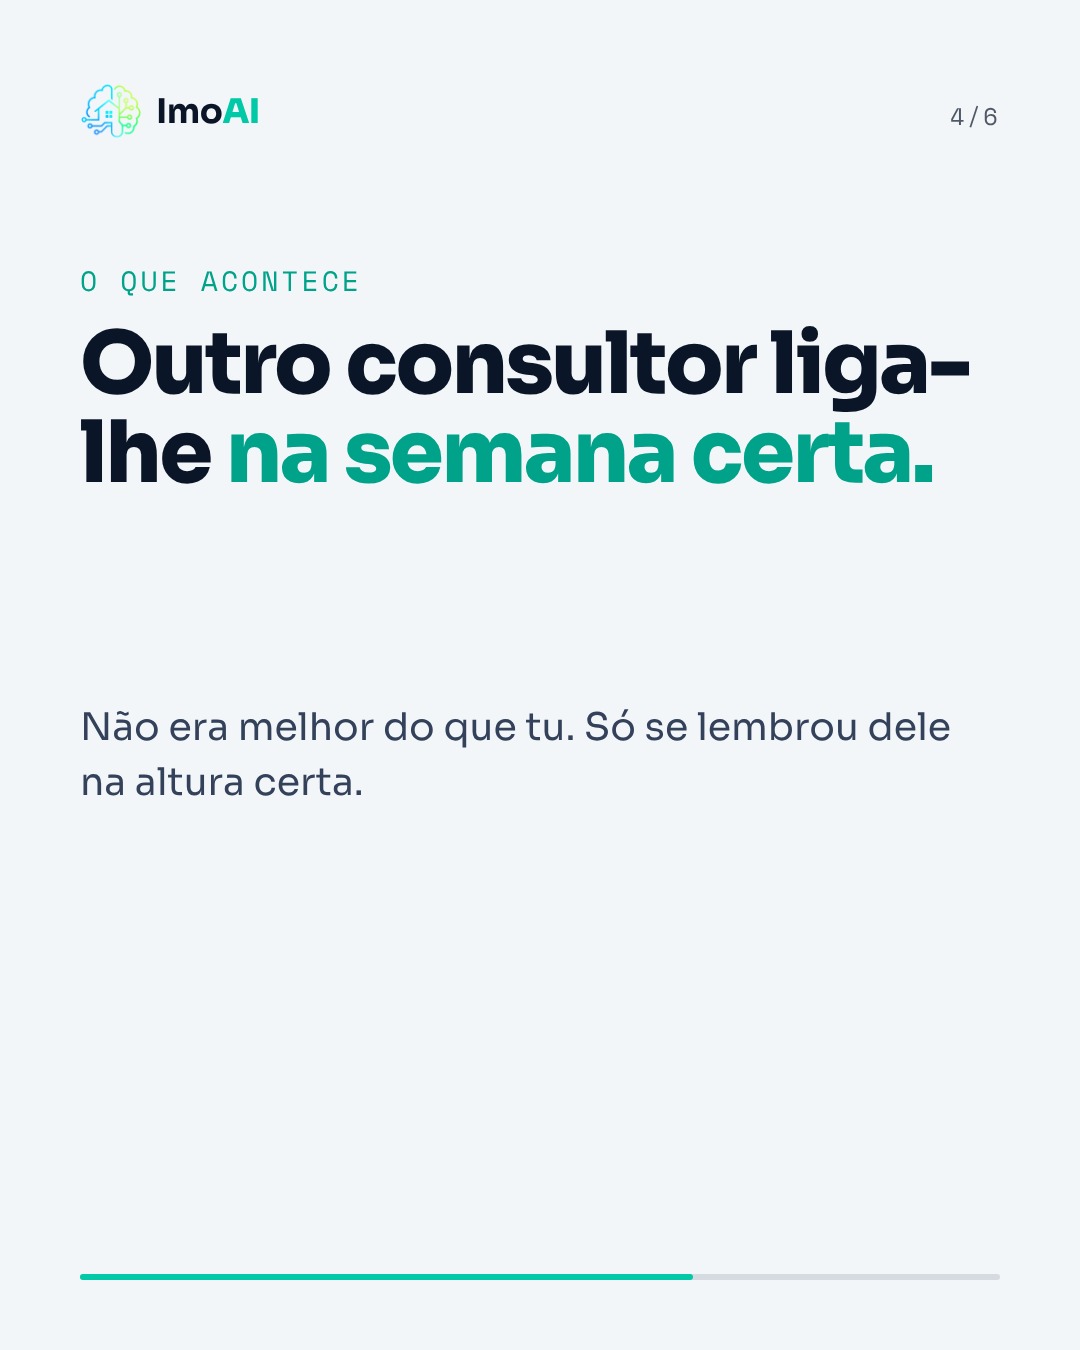 ImoAI
4 / 6
O QUE ACONTECE
Outro consultor liga-
lhe na semana certa.
Não era melhor do que tu. Só se lembrou dele
na altura certa.